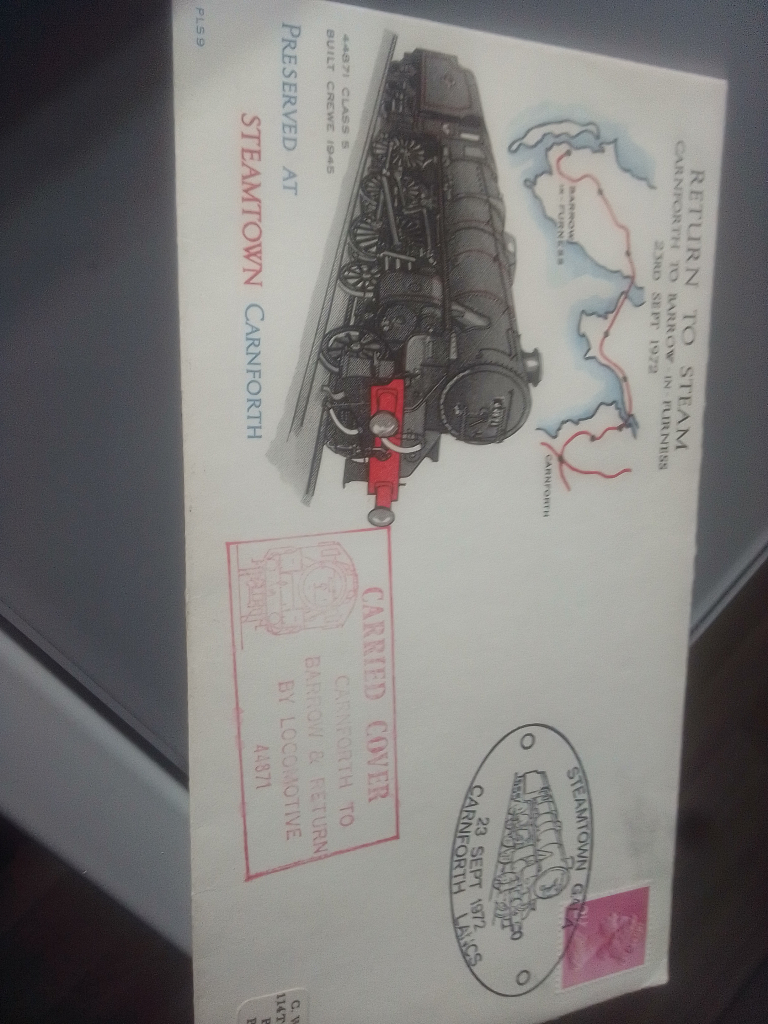 RETURN TO STEAM
CARNFORTH TO BARROW-IN-FURNESS
23RD SEPT 1972
BARROW
IN-FURNESS
CARNFORTH
44871 CLASS 5
BUILT CREWE 1945
PRESERVED AT
STEAMTOWN CARNFORTH
PLS9
CARRIED COVER
CARNFORTH TO
BARROW & RETURN
BY LOCOMOTIVE
44871
STEAMTOWN GALA
23 SEPT 1972
CARNFORTH LANCS
C. W
114 T